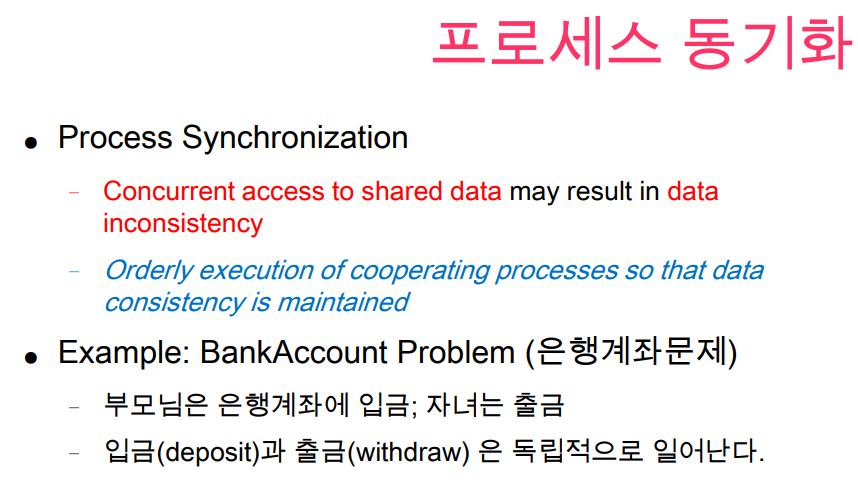 프로세스 동기화
● Process Synchronization
– Concurrent access to shared data may result in data
inconsistency
– Orderly execution of cooperating processes so that data
consistency is maintained
● Example: BankAccount Problem (은행계좌문제)
– 부모님은 은행계좌에 입금; 자녀는 출금
– 입금(deposit)과 출금(withdraw) 은 독립적으로 일어난다.